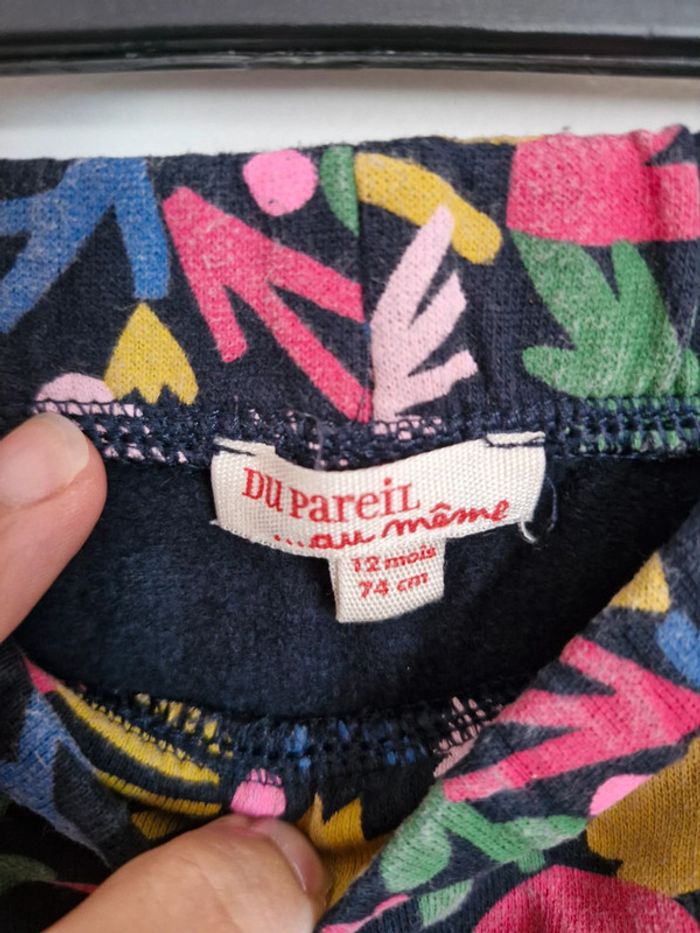 DU PAREIL
...au même
12 mois
74 cm